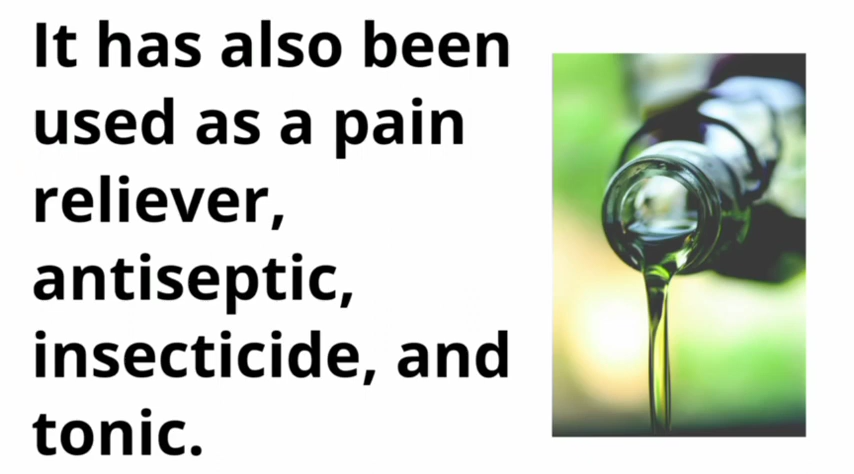 It has also been
used as a pain
reliever,
antiseptic,
insecticide, and
tonic.